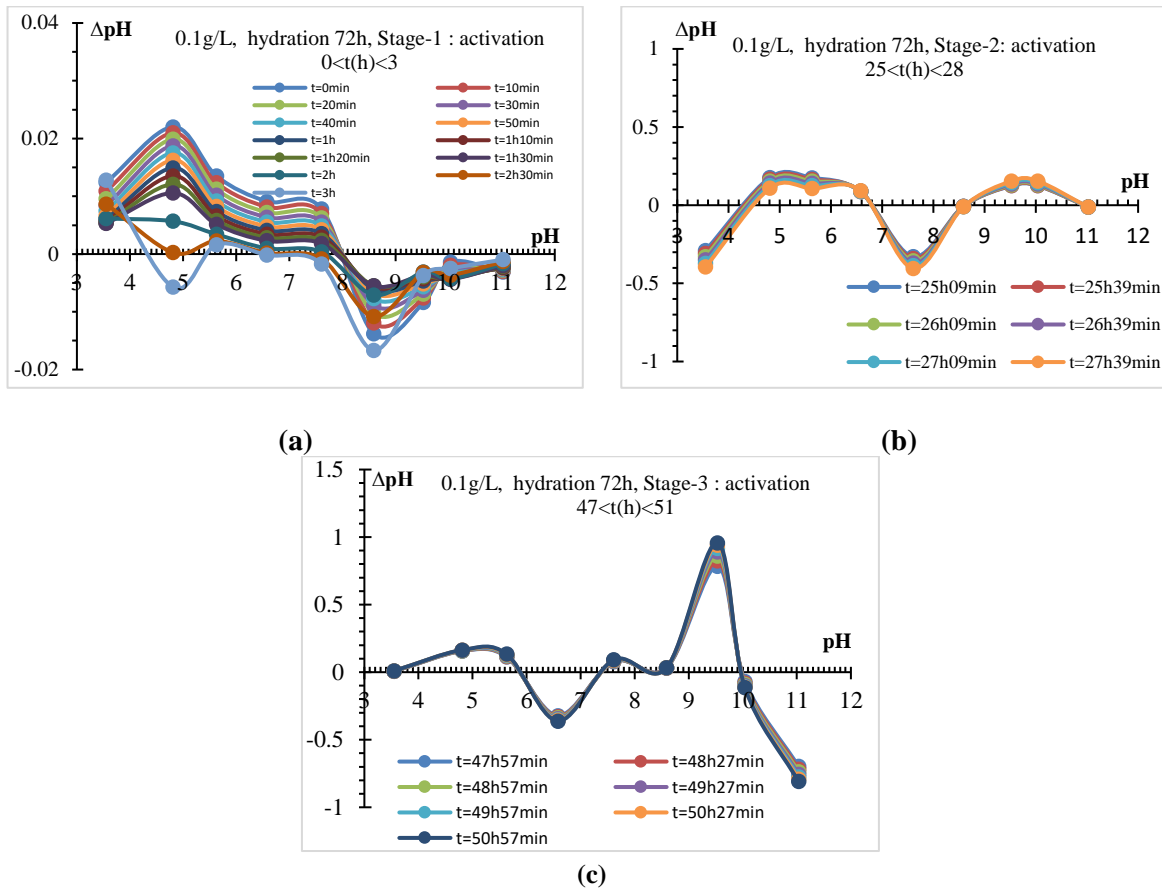 0.04
ΔpH
0.1g/L, hydration 72h, Stage-1 : activation
0<t(h)<3
t=0min t=10min
t=20min t=30min
t=40min t=50min
t=1h t=1h10min
t=1h20min t=1h30min
t=2h t=2h30min
t=3h
0.02
pH
0
3 4 5 6 7 8 9 10 11 12
-0.02
(a)
ΔpH
1
0.1g/L, hydration 72h, Stage-2: activation
25<t(h)<28
0.5
pH
0
3 4 5 6 7 8 9 10 11 12
-0.5
t=25h09min t=25h39min
t=26h09min t=26h39min
t=27h09min t=27h39min
-1
(b)
1.5
ΔpH
0.1g/L, hydration 72h, Stage-3 : activation
47<t(h)<51
1
0.5
pH
0
3 4 5 6 7 8 9 10 11 12
-0.5
t=47h57min t=48h27min
t=48h57min t=49h27min
t=49h57min t=50h27min
t=50h57min
-1
(c)